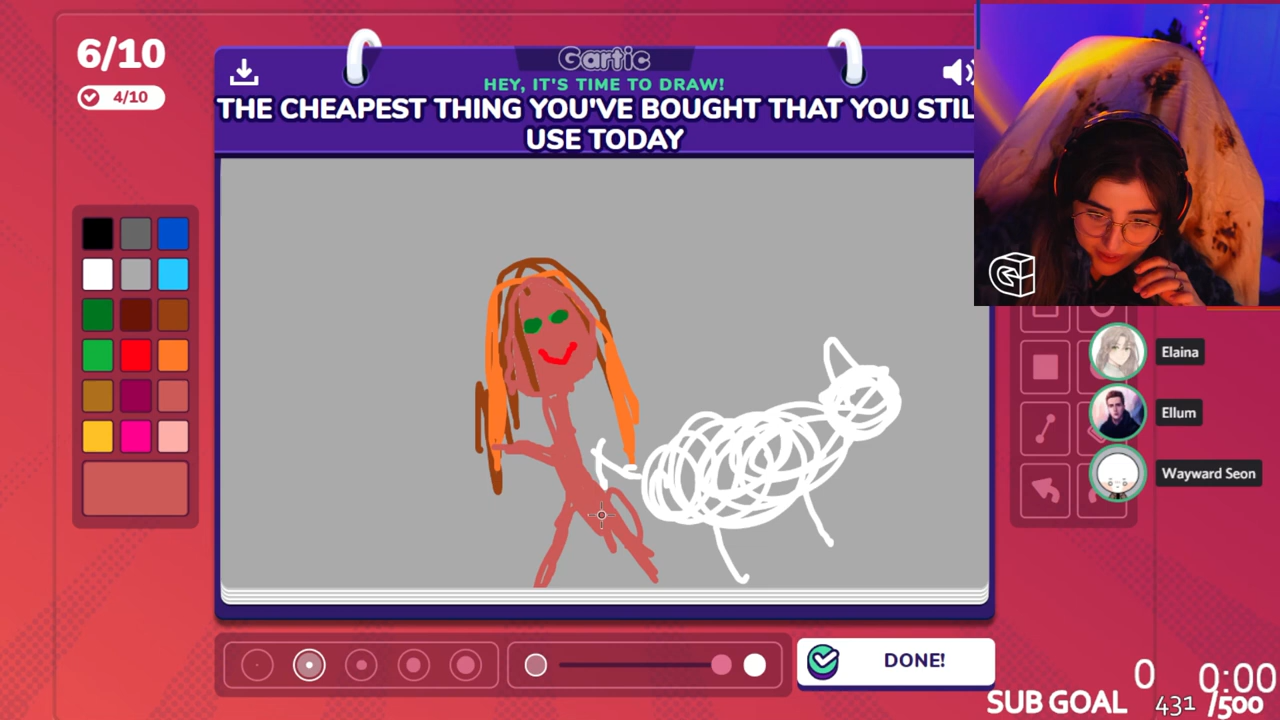 6/10
4/10
Gartic
HEY, IT'S TIME TO DRAW!
THE CHEAPEST THING YOU'VE BOUGHT THAT YOU STIL
USE TODAY
Elaina
Ellum
Wayward Seon
DONE!
0 0:00
SUB GOAL 431 /500